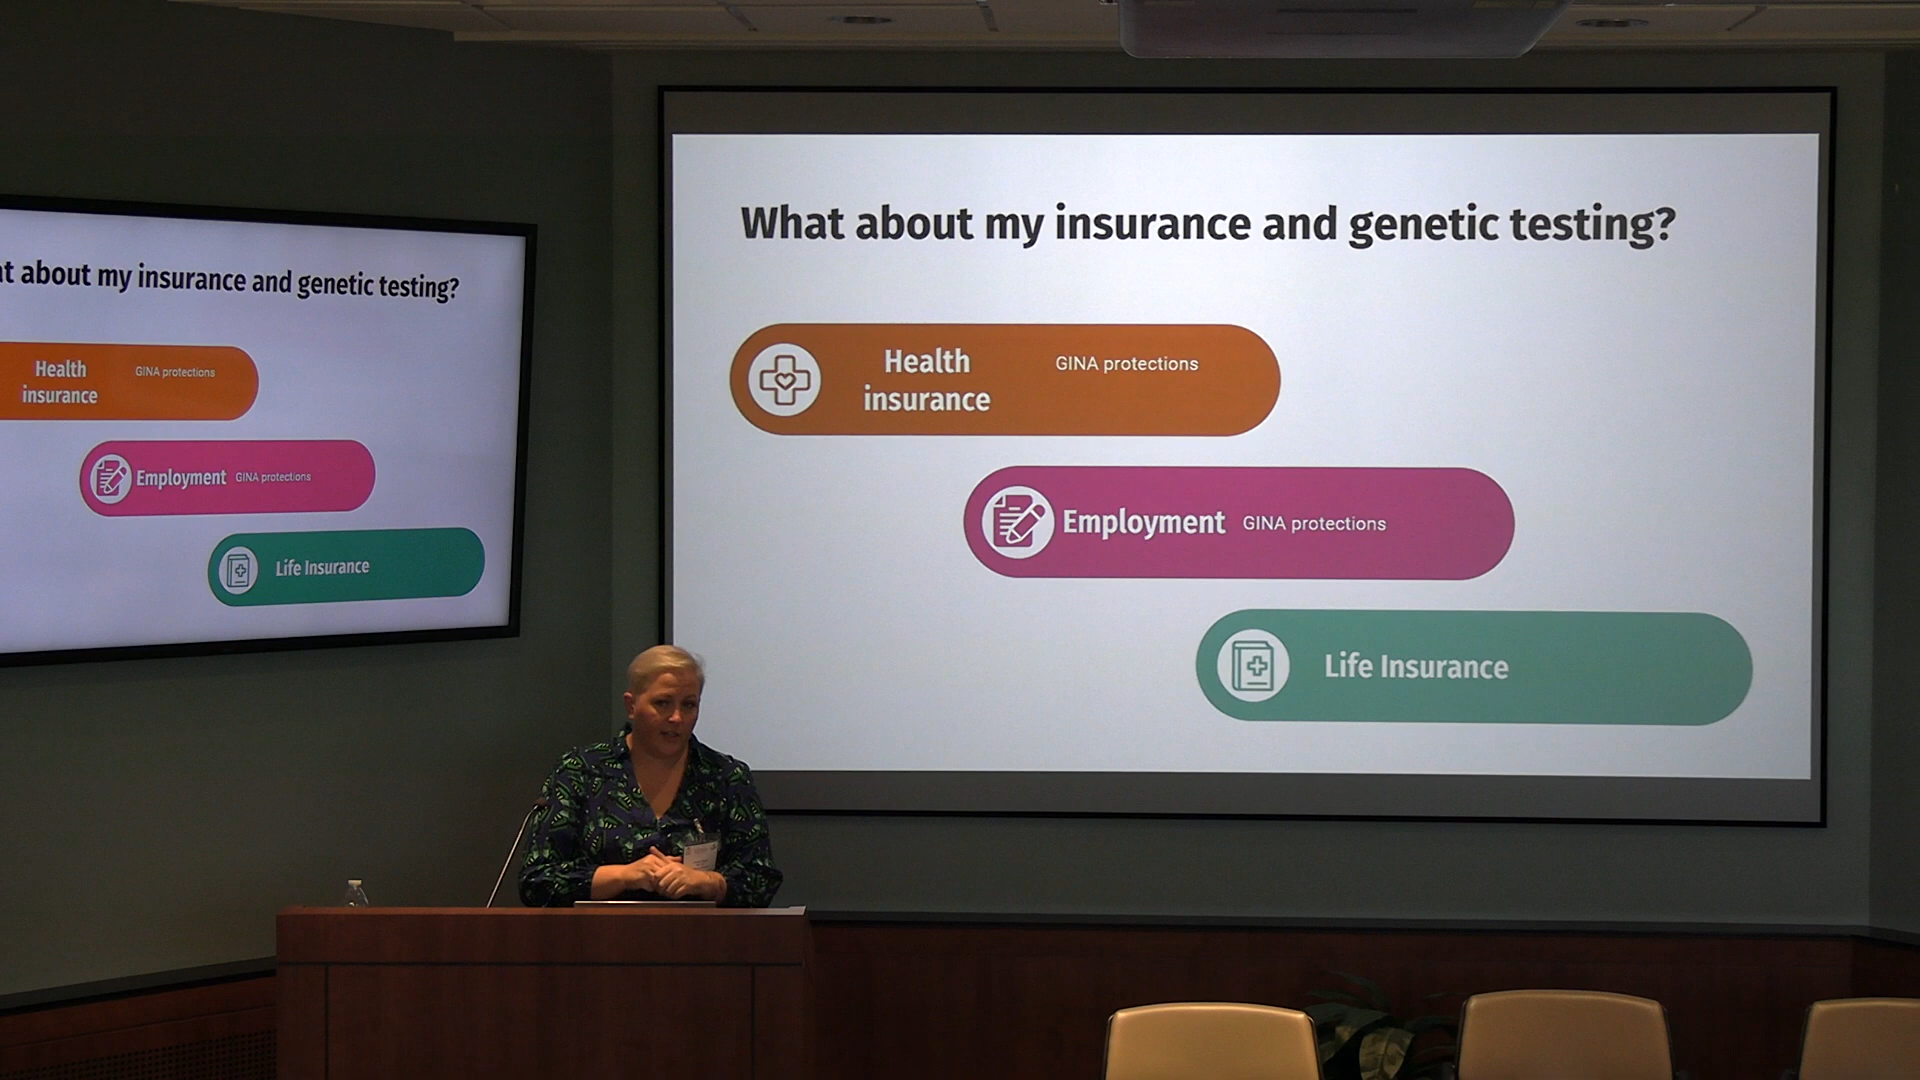 What about my insurance and genetic testing?
Health
insurance
GINA protections
Employment GINA protections
Life Insurance
at about my insurance and genetic testing?
Health
insurance
GINA protections
Employment GINA protections
Life Insurance